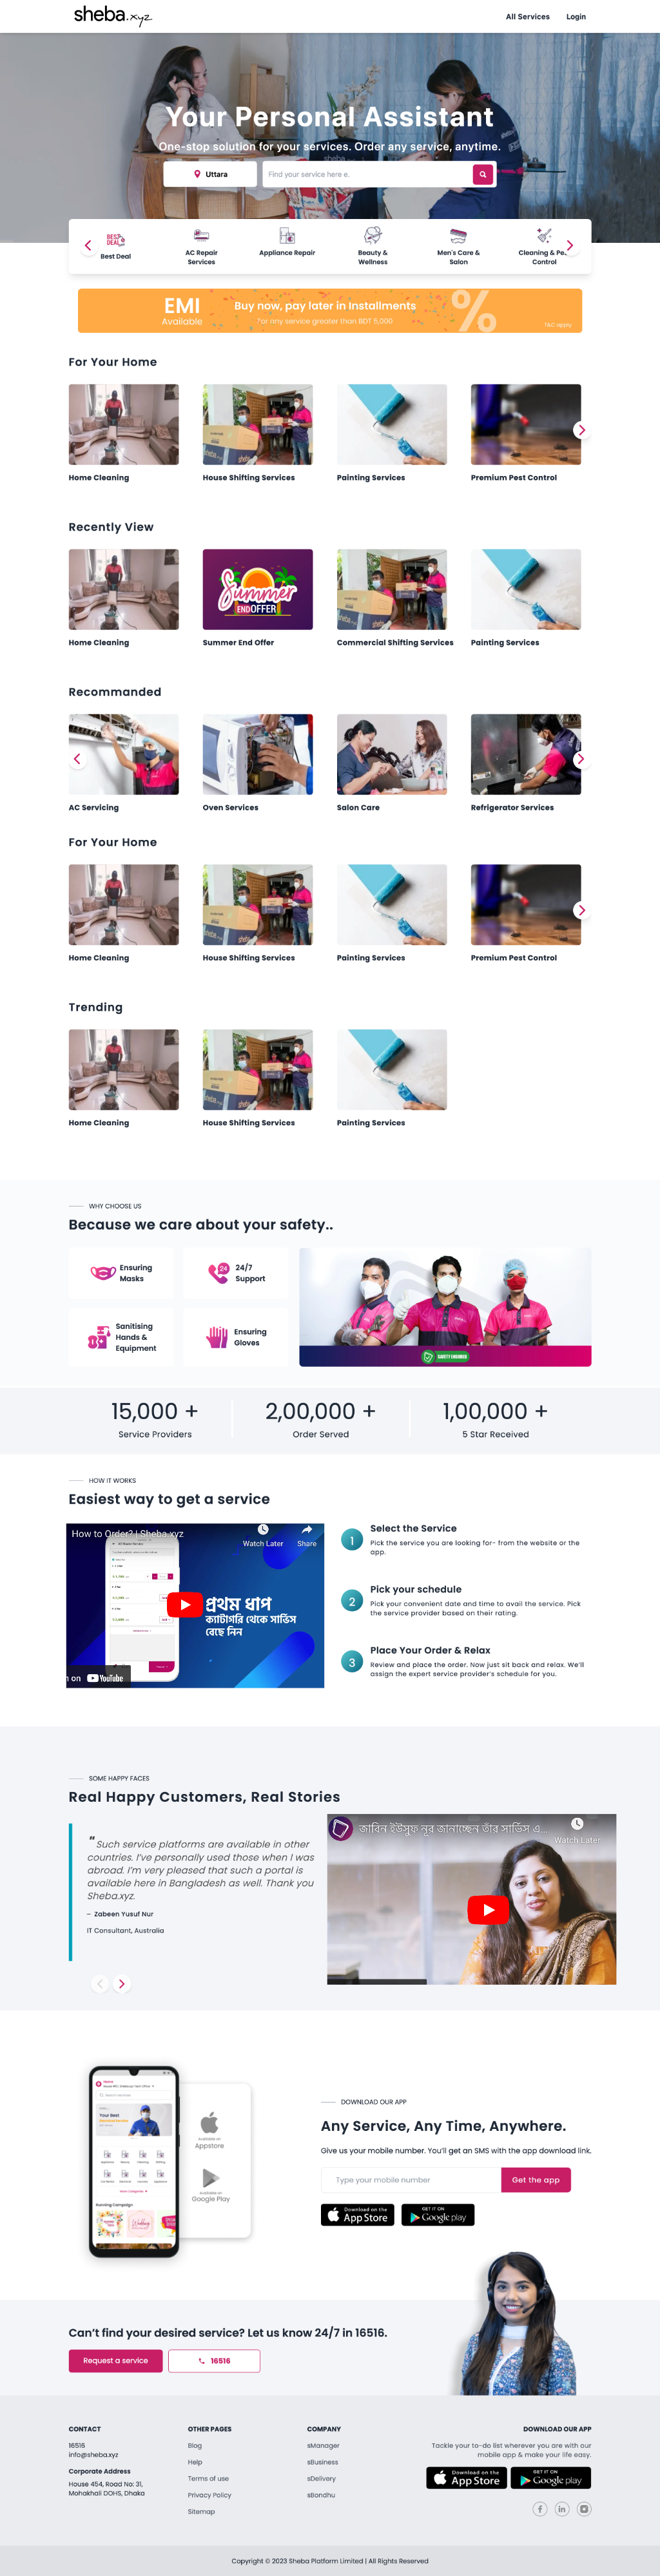 sheba.xyz
All Services
Login
Your Personal Assistant
One-stop solution for your services. Order any service, anytime.
Uttara
Find your service here e.
BEST
DEAL
Best Deal
AC Repair
Services
Appliance Repair
Beauty &
Wellness
Men's Care &
Salon
Cleaning & Pe
Control
EMI
Available
Buy now, pay later in Installments
*for any service greater than BDT 5,000
%
T&C apply
For Your Home
Home Cleaning
House Shifting Services
Painting Services
Premium Pest Control
Recently View
Summer
END OFFER
Home Cleaning
Summer End Offer
Commercial Shifting Services
Painting Services
Recommanded
AC Servicing
Oven Services
Salon Care
Refrigerator Services
For Your Home
Home Cleaning
House Shifting Services
Painting Services
Premium Pest Control
Trending
Home Cleaning
House Shifting Services
Painting Services
WHY CHOOSE US
Because we care about your safety..
Ensuring
Masks
24/7
Support
Sanitising
Hands &
Equipment
Ensuring
Gloves
SAFETY ENSURED
15,000 +
Service Providers
2,00,000 +
Order Served
1,00,000 +
5 Star Received
HOW IT WORKS
Easiest way to get a service
How to Order? | Sheba.xyz
Watch Later
Share
প্রথম ধাপ
ক্যাটাগরি থেকে সার্ভিস
বেছে নিন
h on YouTube
1
Select the Service
Pick the service you are looking for- from the website or the
app.
2
Pick your schedule
Pick your convenient date and time to avail the service. Pick
the service provider based on their rating.
3
Place Your Order & Relax
Review and place the order. Now just sit back and relax. We'll
assign the expert service provider's schedule for you.
SOME HAPPY FACES
Real Happy Customers, Real Stories
" Such service platforms are available in other
countries. I've personally used those when I was
abroad. I'm very pleased that such a portal is
available here in Bangladesh as well. Thank you
Sheba.xyz.
– Zabeen Yusuf Nur
IT Consultant, Australia
জাবিন ইউসুফ নূর জানাচ্ছেন তাঁর সার্ভিস এ...
Watch Later
Your Best
Running Campaign
Available on
Appstore
Available on
Google Play
DOWNLOAD OUR APP
Any Service, Any Time, Anywhere.
Give us your mobile number. You'll get an SMS with the app download link.
Type your mobile number
Get the app
Download on the
App Store
GET IT ON
Google play
Can't find your desired service? Let us know 24/7 in 16516.
Request a service
16516
CONTACT
16516
info@sheba.xyz
Corporate Address
House 454, Road No: 31,
Mohakhali DOHS, Dhaka
OTHER PAGES
Blog
Help
Terms of use
Privacy Policy
Sitemap
COMPANY
sManager
sBusiness
sDelivery
sBondhu
DOWNLOAD OUR APP
Tackle your to-do list wherever you are with our
mobile app & make your life easy.
Download on the
App Store
GET IT ON
Google play
Copyright © 2023 Sheba Platform Limited | All Rights Reserved